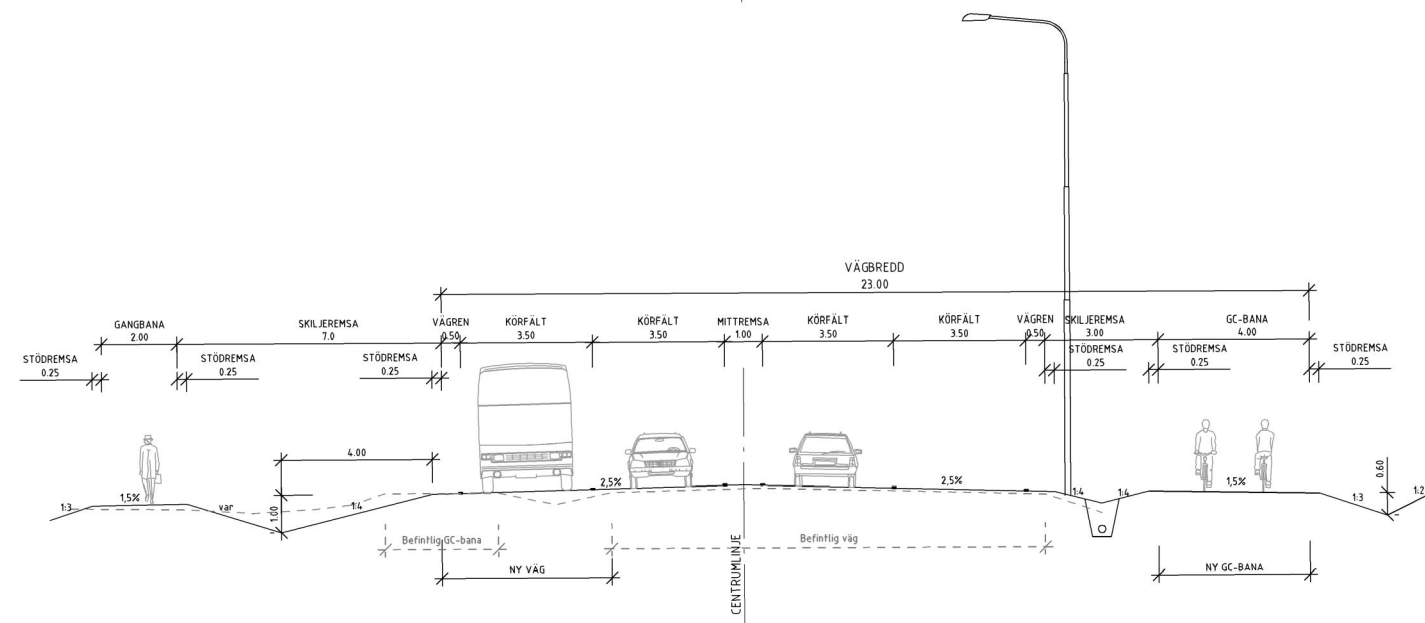 VÄGBREDD
23.00
GANGBANA
2.00
SKILJEREMSA
7.0
VÄGREN
0.50
KÖRFÄLT
3.50
KÖRFÄLT
3.50
MITTREMSA
1.00
KÖRFÄLT
3.50
KÖRFÄLT
3.50
VÄGREN
0.50
SKILJEREMSA
3.00
GC-BANA
4.00
STÖDREMSA
0.25
STÖDREMSA
0.25
STÖDREMSA
0.25
STÖDREMSA
0.25
STÖDREMSA
0.25
STÖDREMSA
0.25
4.00
1:3
1,5%
var
1.00
1:4
2,5%
2,5%
1:4
1:4
1,5%
1:3
0.60
1:2
Befintlig GC-bana
Befintlig väg
NY VÄG
CENTRUMLINJE
NY GC-BANA